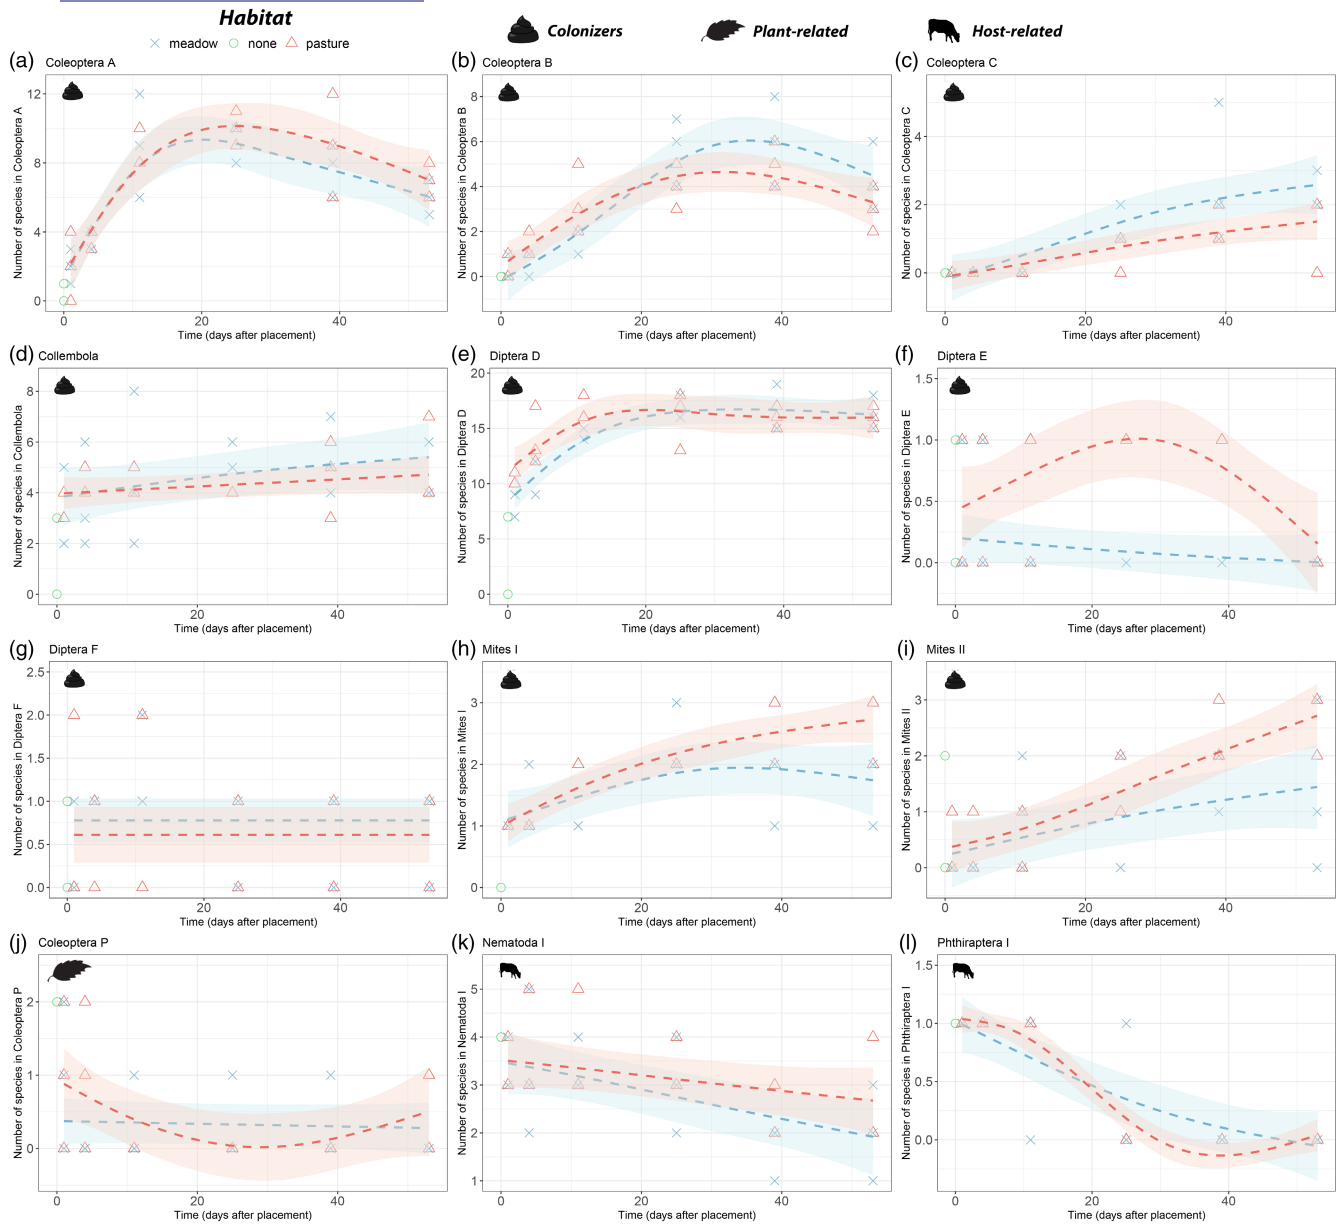 Habitat
meadow none pasture
Colonizers Plant-related Host-related
(a) Coleoptera A
Number of species in Coleoptera A
12
8
4
0
0 20 40
Time (days after placement)
(b) Coleoptera B
Number of species in Coleoptera B
8
6
4
2
0
0 20 40
Time (days after placement)
(c) Coleoptera C
Number of species in Coleoptera C
4
2
0
0 20 40
Time (days after placement)
(d) Collembola
Number of species in Collembola
8
6
4
2
0
0 20 40
Time (days after placement)
(e) Diptera D
Number of species in Diptera D
20
15
10
5
0
0 20 40
Time (days after placement)
(f) Diptera E
Number of species in Diptera E
1.5
1.0
0.5
0.0
0 20 40
Time (days after placement)
(g) Diptera F
Number of species in Diptera F
2.5
2.0
1.5
1.0
0.5
0.0
0 20 40
Time (days after placement)
(h) Mites I
Number of species in Mites I
3
2
1
0
0 20 40
Time (days after placement)
(i) Mites II
Number of species in Mites II
3
2
1
0
0 20 40
Time (days after placement)
(j) Coleoptera P
Number of species in Coleoptera P
2
1
0
0 20 40
Time (days after placement)
(k) Nematoda I
Number of species in Nematoda I
5
4
3
2
1
0 20 40
Time (days after placement)
(l) Phthiraptera I
Number of species in Phthiraptera I
1.5
1.0
0.5
0.0
0 20 40
Time (days after placement)